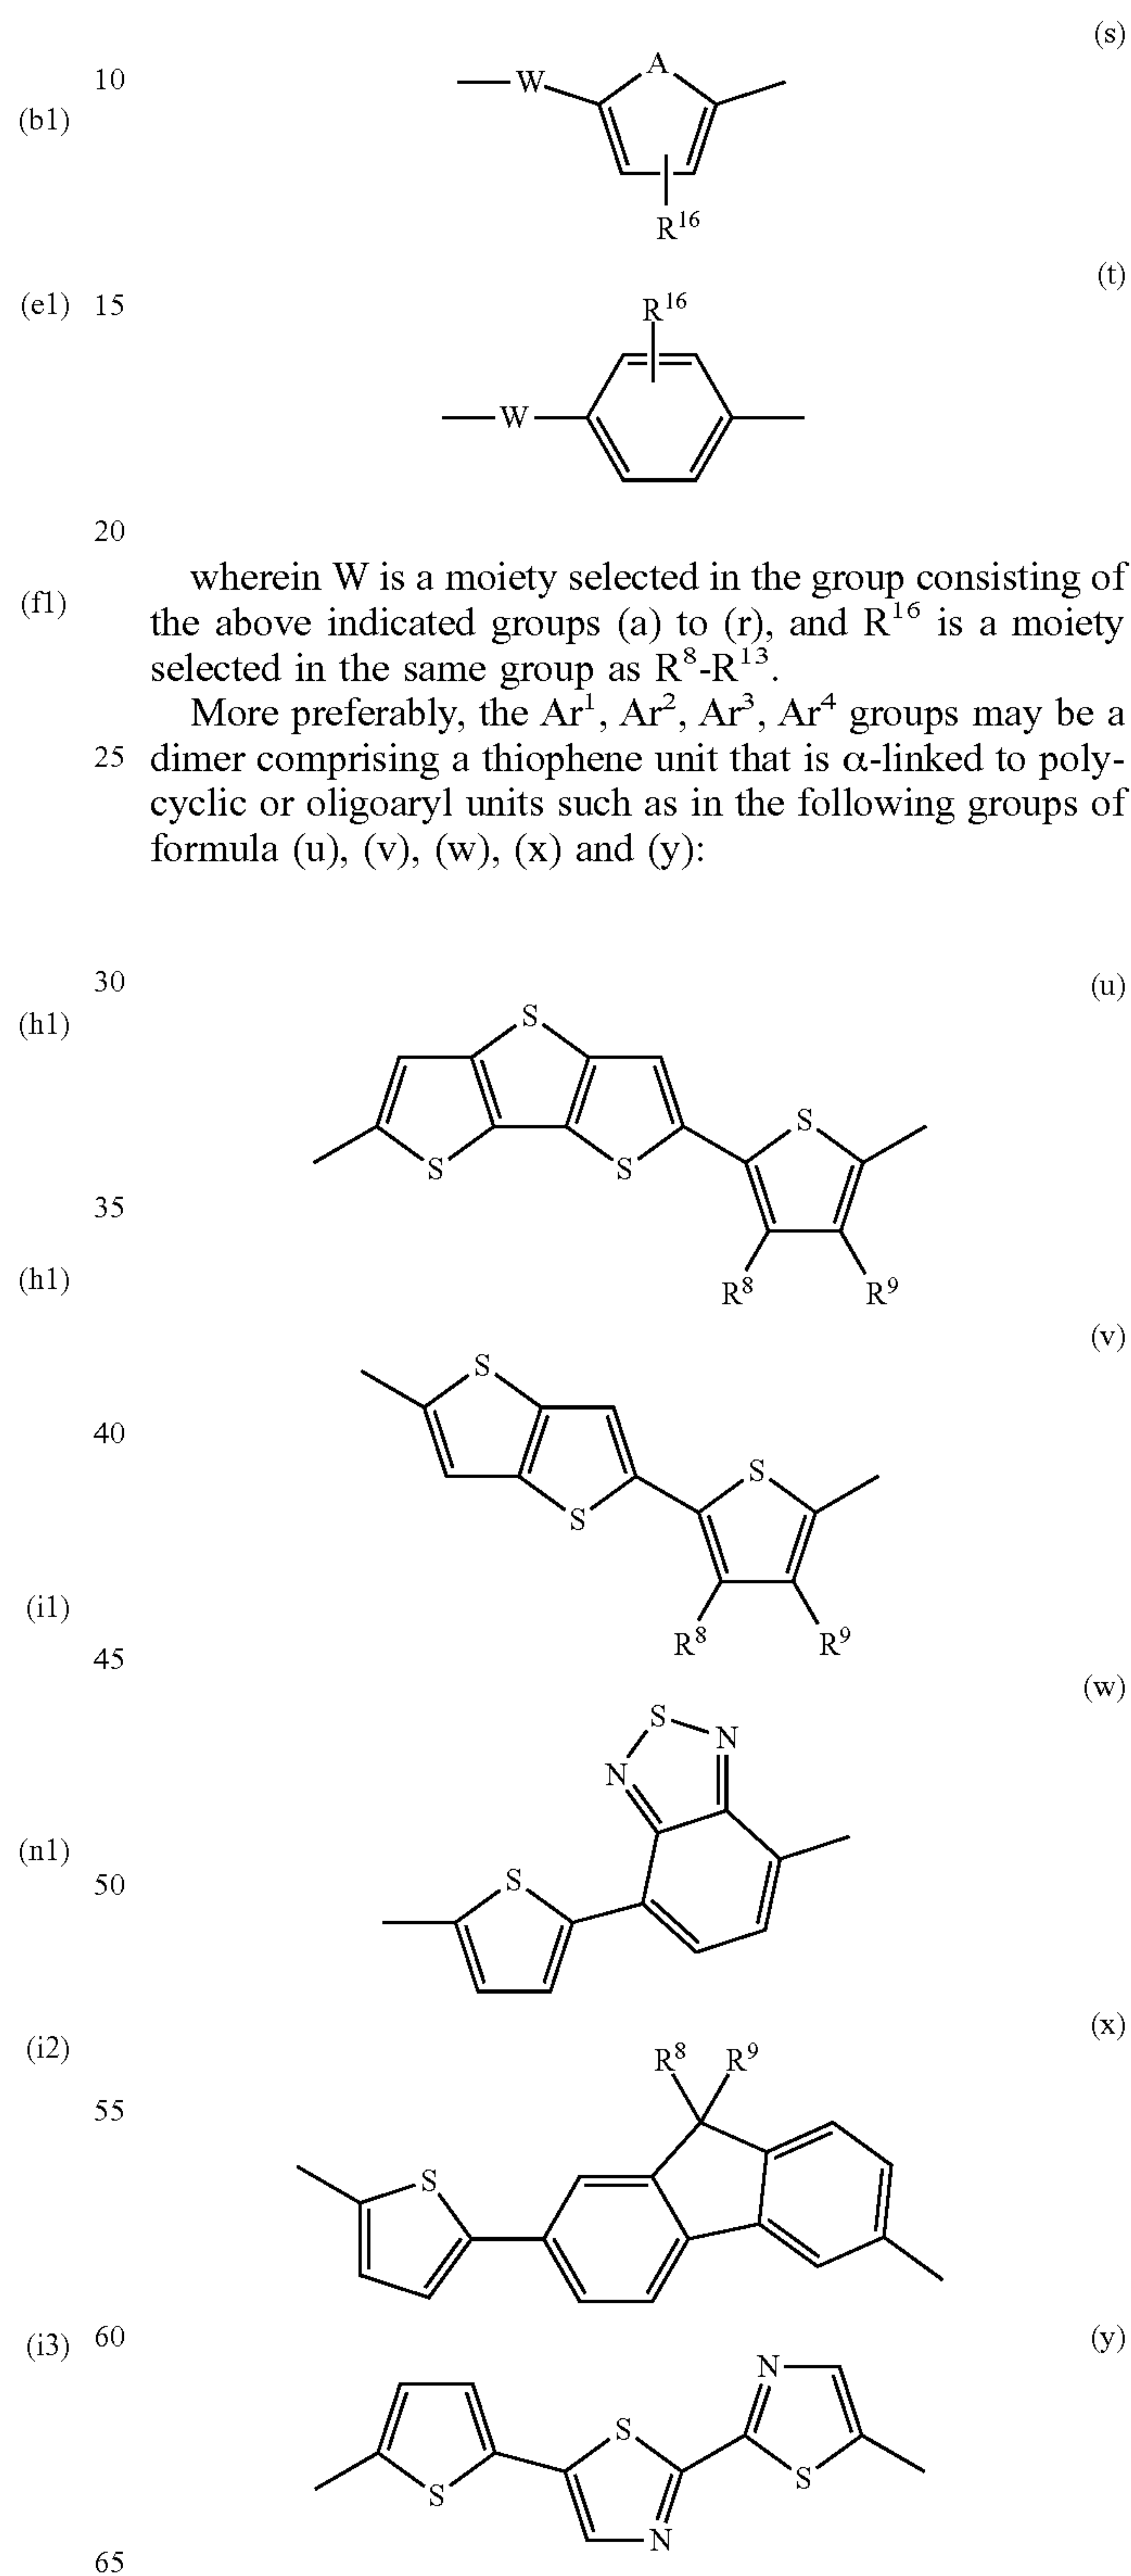 (s)
10
(b1)
W
A
R16
(t)
(e1) 15
R16
W
20
wherein W is a moiety selected in the group consisting of
(f1)
the above indicated groups (a) to (r), and R16 is a moiety
selected in the same group as R8-R13.
More preferably, the Ar1, Ar2, Ar3, Ar4 groups may be a
25 dimer comprising a thiophene unit that is α-linked to poly-
cyclic or oligoaryl units such as in the following groups of
formula (u), (v), (w), (x) and (y):
30 (u)
(h1)
S
S
S S
35
(h1)
R8 R9
(v)
S
40
S
S
(i1)
R8 R9
45
(w)
S N
N
(n1)
50
S
(x)
(i2)
R8 R9
55
S
(i3) 60 (y)
N
S
S S
N
65